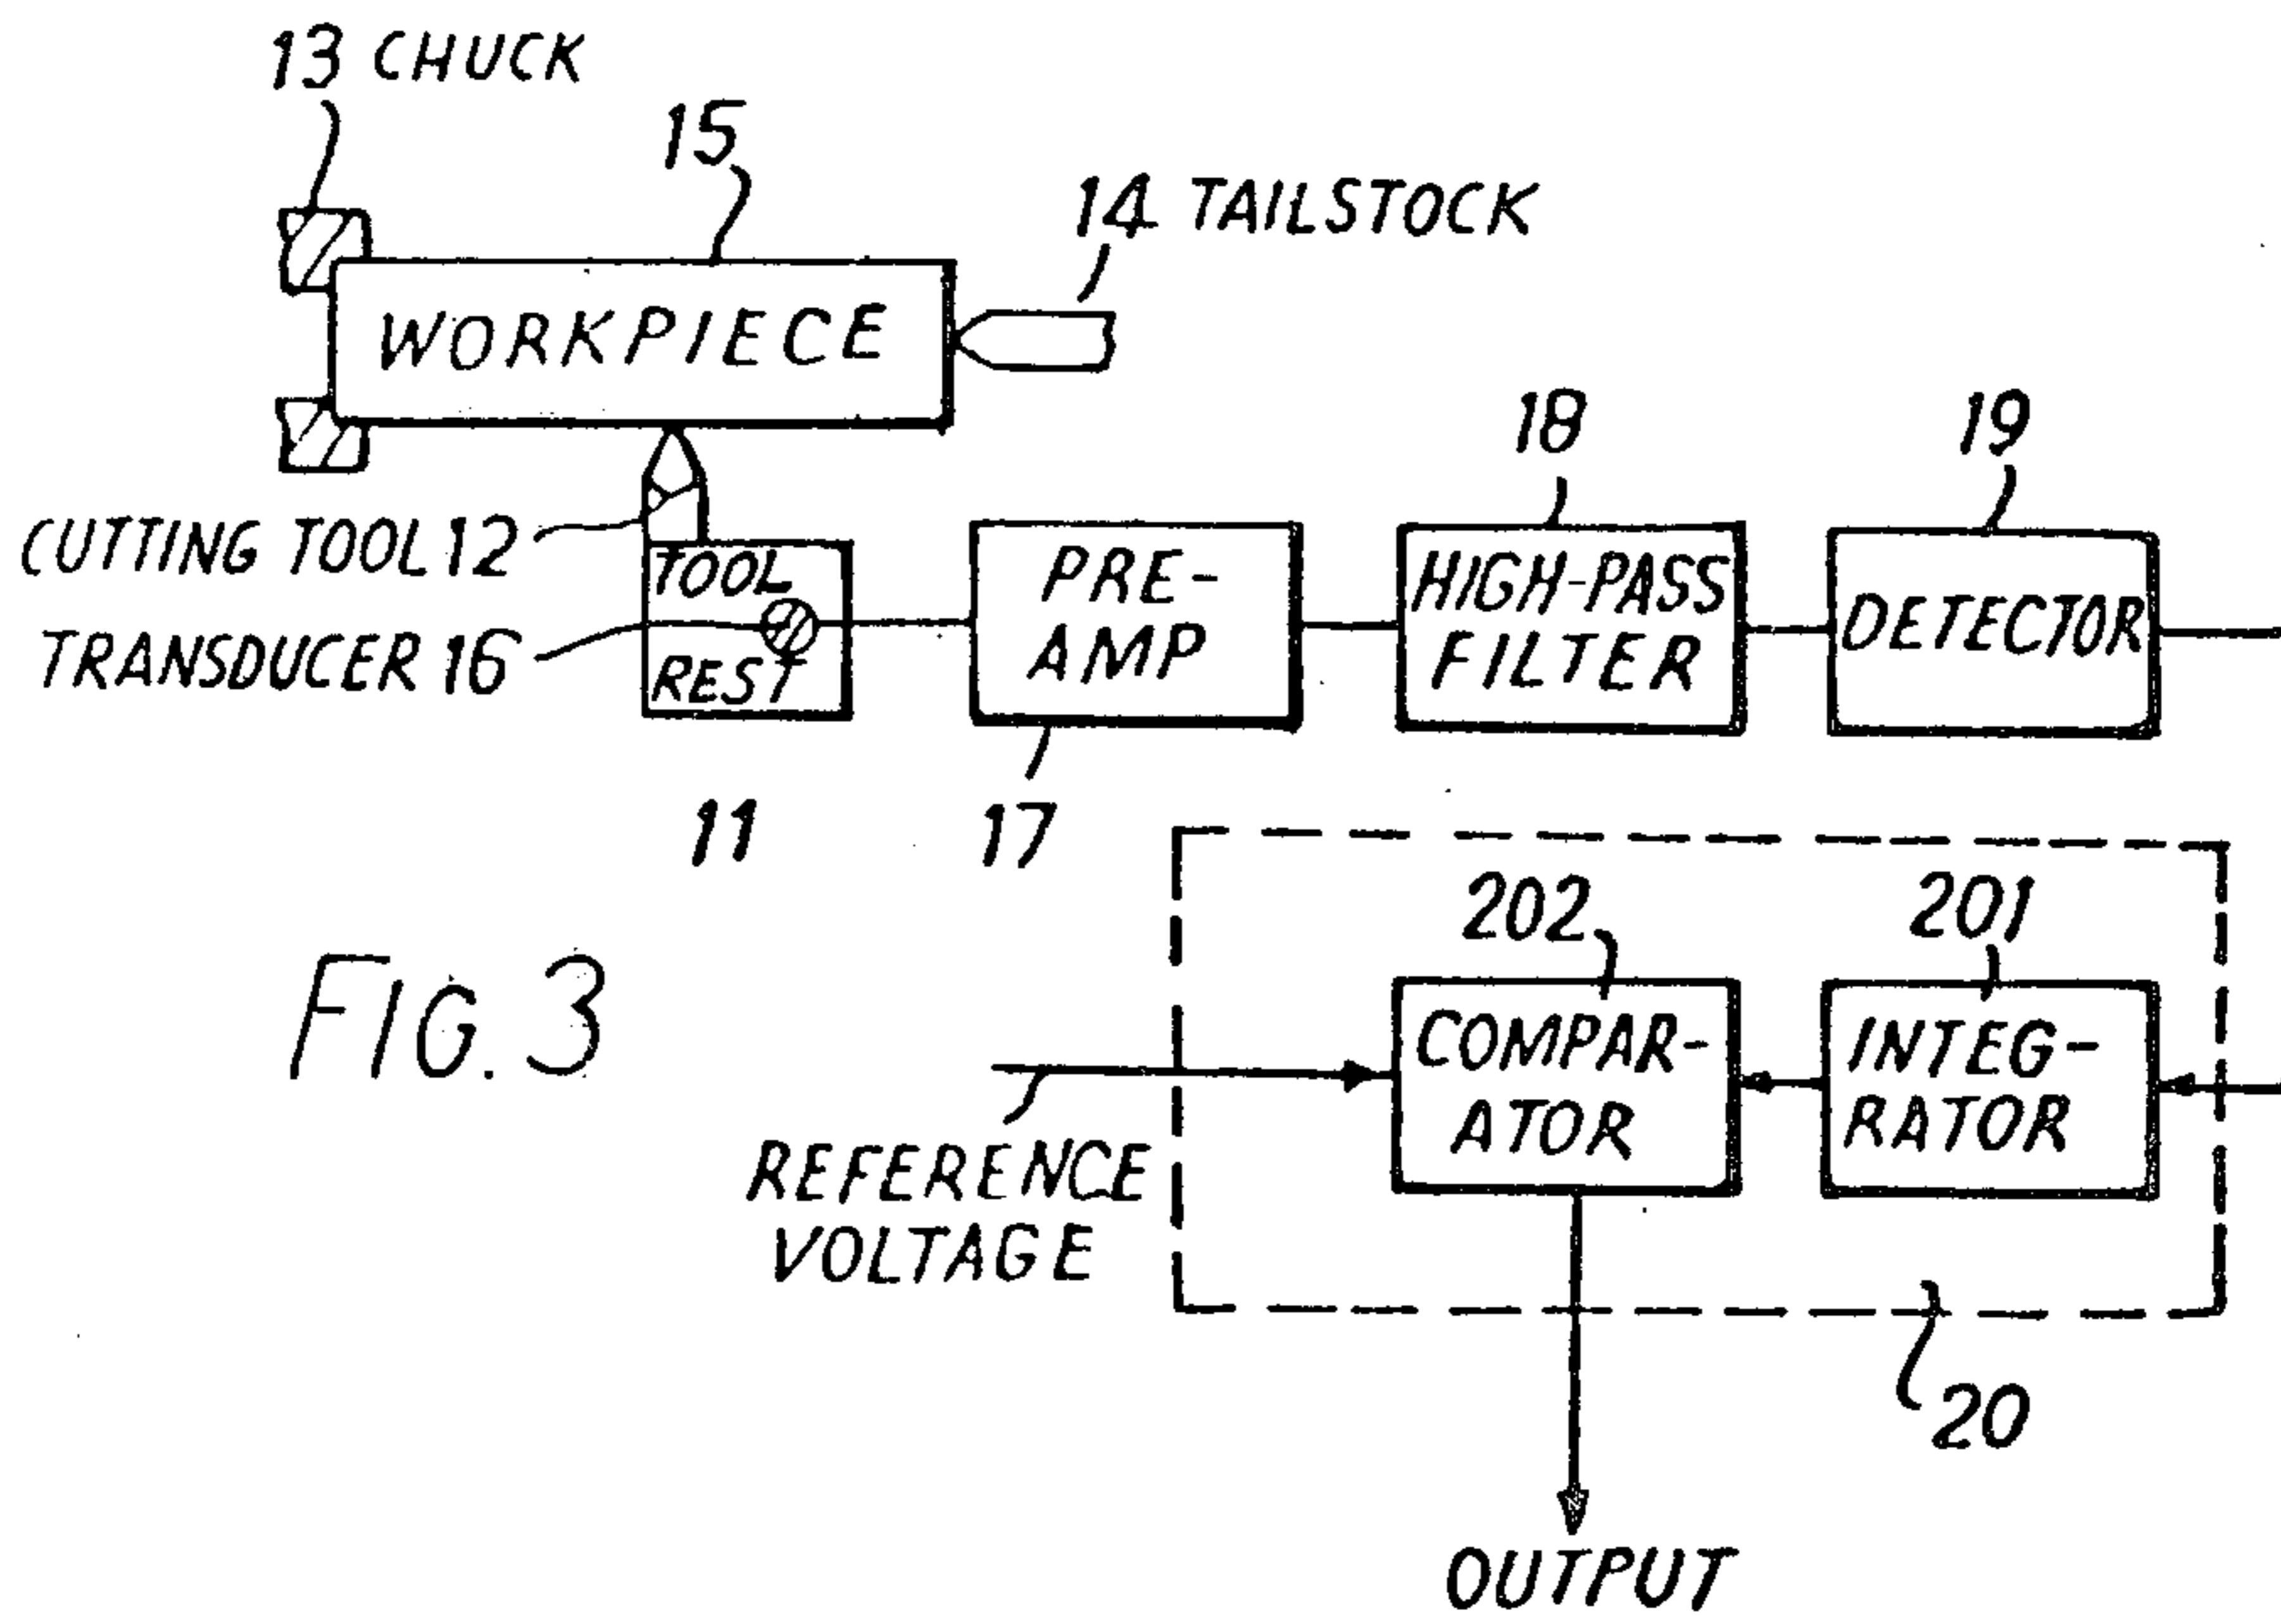 13 CHUCK
15
14 TAILSTOCK
WORKPIECE
18
19
CUTTING TOOL 12
TOOL
REST
TRANSDUCER 16
PRE-
AMP
HIGH-PASS
FILTER
DETECTOR
11
17
202
201
FIG. 3
COMPAR-
ATOR
INTEG-
RATOR
REFERENCE
VOLTAGE
20
OUTPUT